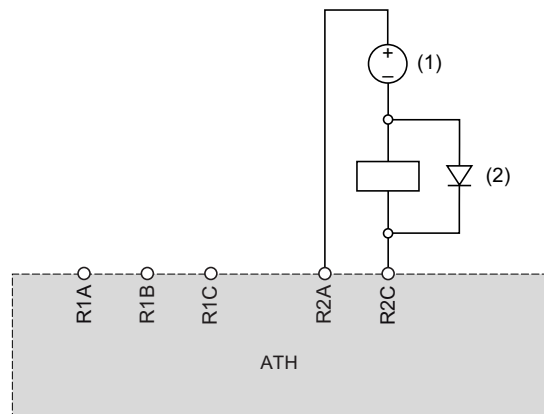 +
(1)
−
(2)
R1A
R1B
R1C
R2A
R2C
ATH